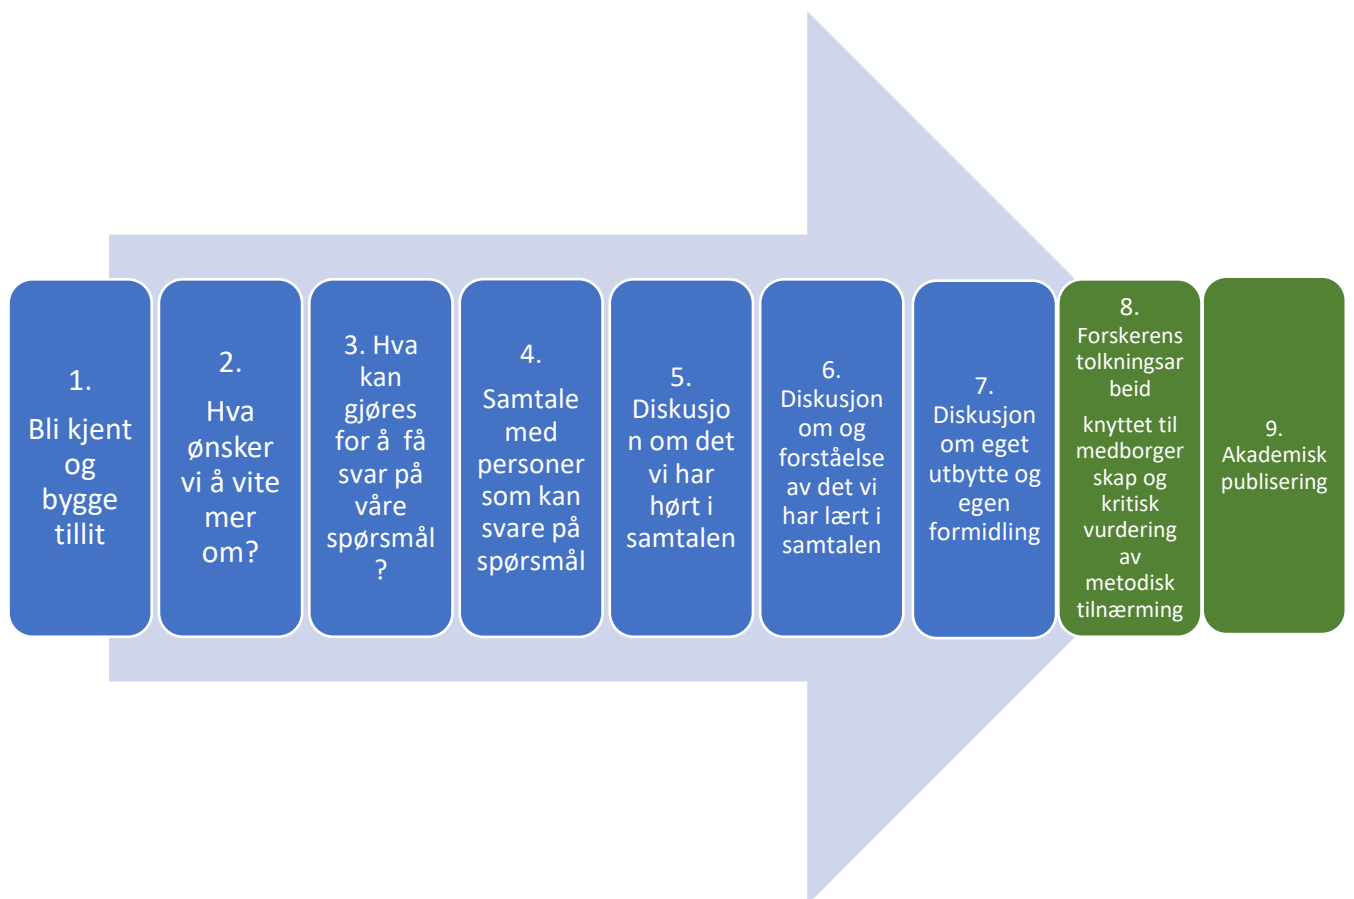 1.
Bli kjent
og
bygge
tillit
2.
Hva
ønsker
vi å vite
mer
om?
3. Hva
kan
gjøres
for å  få
svar på
våre
spørsmål
?
4.
Samtale
med
personer
som kan
svare på
spørsmål
5.
Diskusjo
n om det
vi har
hørt i
samtalen
6.
Diskusjon
om og
forståelse
av det vi
har lært i
samtalen
7.
Diskusjon
om eget
utbytte og
egen
formidling
8.
Forskerens
tolkningsar
beid
knyttet til
medborger
skap og
kritisk
vurdering
av
metodisk
tilnærming
9.
Akademisk
publisering